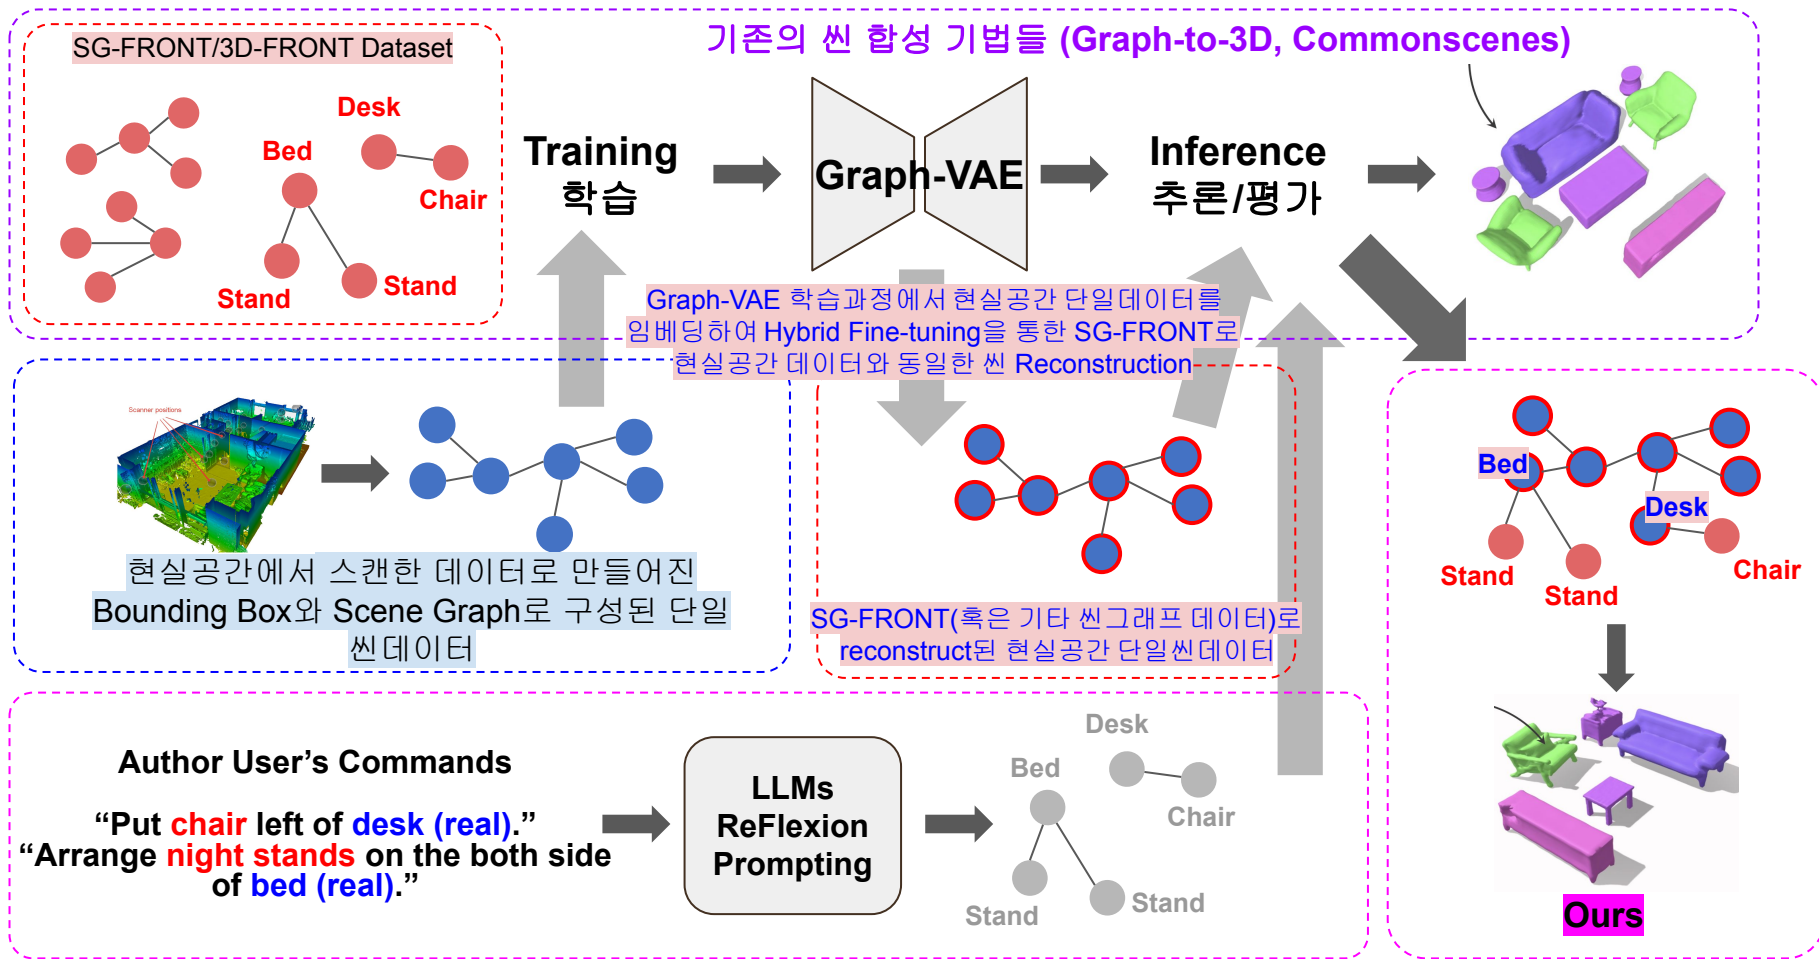 SG-FRONT/3D-FRONT Dataset
기존의 씬 합성 기법들 (Graph-to-3D, Commonscenes)
Desk
Bed
Chair
Stand
Stand
Training
학습
Graph-VAE
Inference
추론/평가
Graph-VAE 학습과정에서 현실공간 단일데이터를
임베딩하여 Hybrid Fine-tuning을 통한 SG-FRONT로
현실공간 데이터와 동일한 씬 Reconstruction
Scanner positions
현실공간에서 스캔한 데이터로 만들어진
Bounding Box와 Scene Graph로 구성된 단일
씬데이터
SG-FRONT(혹은 기타 씬그래프 데이터)로
reconstruct된 현실공간 단일씬데이터
Bed
Desk
Stand
Stand
Chair
Author User's Commands
“Put chair left of desk (real).”
“Arrange night stands on the both side
of bed (real).”
LLMs
ReFlexion
Prompting
Desk
Bed
Chair
Stand
Stand
Ours